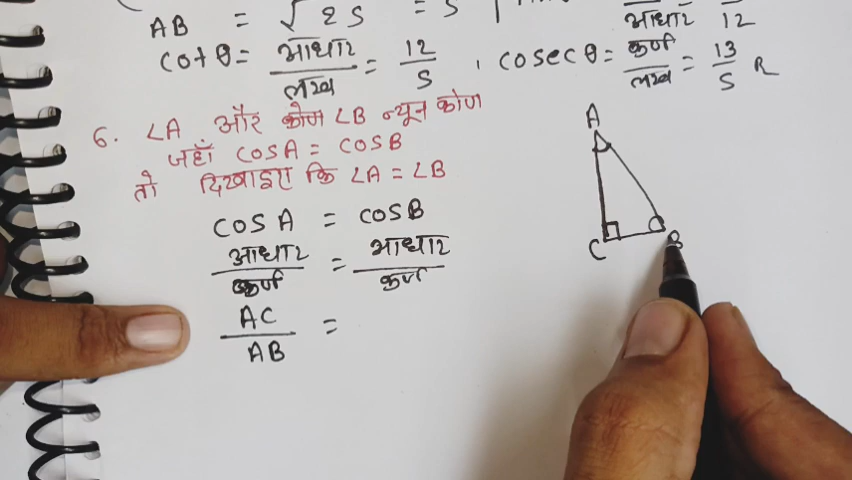 AB = √25 = 5
आधार 12
cotθ = आधार/लम्ब = 12/5 , cosecθ = कर्ण/लम्ब = 13/5 R
6. ∠A और कोण ∠B न्यून कोण
जहाँ cosA = cosB
तो दिखाइए कि ∠A = ∠B
cosA = cosB
आधार/कर्ण = आधार/कर्ण
AC/AB =
A
C B